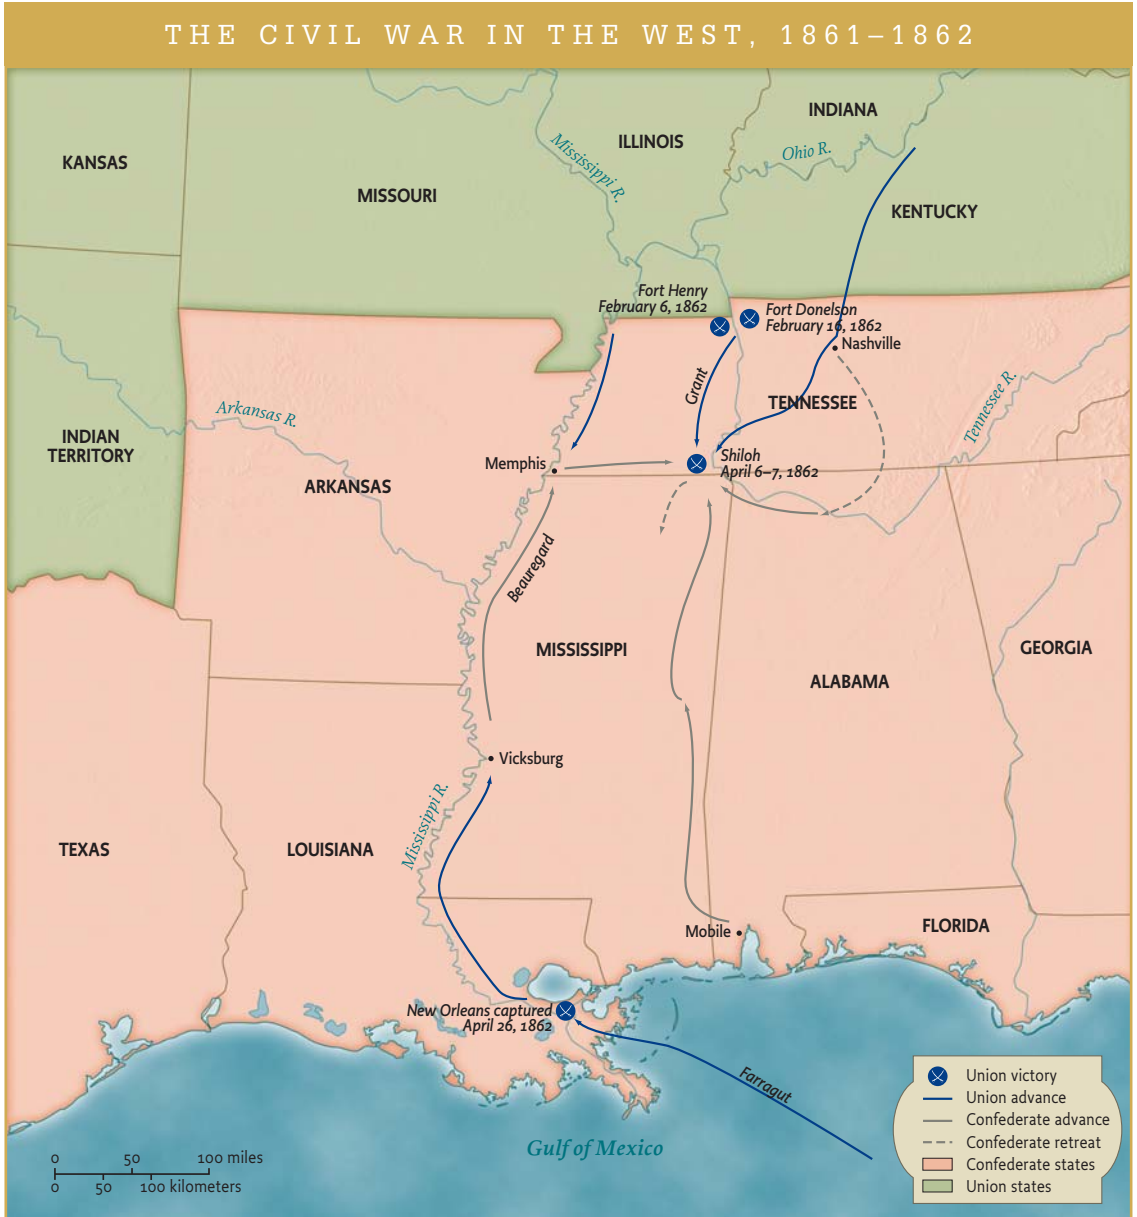 THE CIVIL WAR IN THE WEST, 1861–1862
INDIANA
ILLINOIS
Ohio R.
Mississippi R.
KANSAS
MISSOURI
KENTUCKY
Fort Henry
February 6, 1862
Fort Donelson
February 16, 1862
Nashville
Grant
TENNESSEE
Tennessee R.
Arkansas R.
INDIAN
TERRITORY
Memphis
Shiloh
April 6–7, 1862
ARKANSAS
Beauregard
MISSISSIPPI
GEORGIA
ALABAMA
Vicksburg
Mississippi R.
TEXAS
LOUISIANA
Mobile
FLORIDA
New Orleans captured
April 26, 1862
Farragut
Gulf of Mexico
0 50 100 miles
0 50 100 kilometers
Union victory
Union advance
Confederate advance
Confederate retreat
Confederate states
Union states